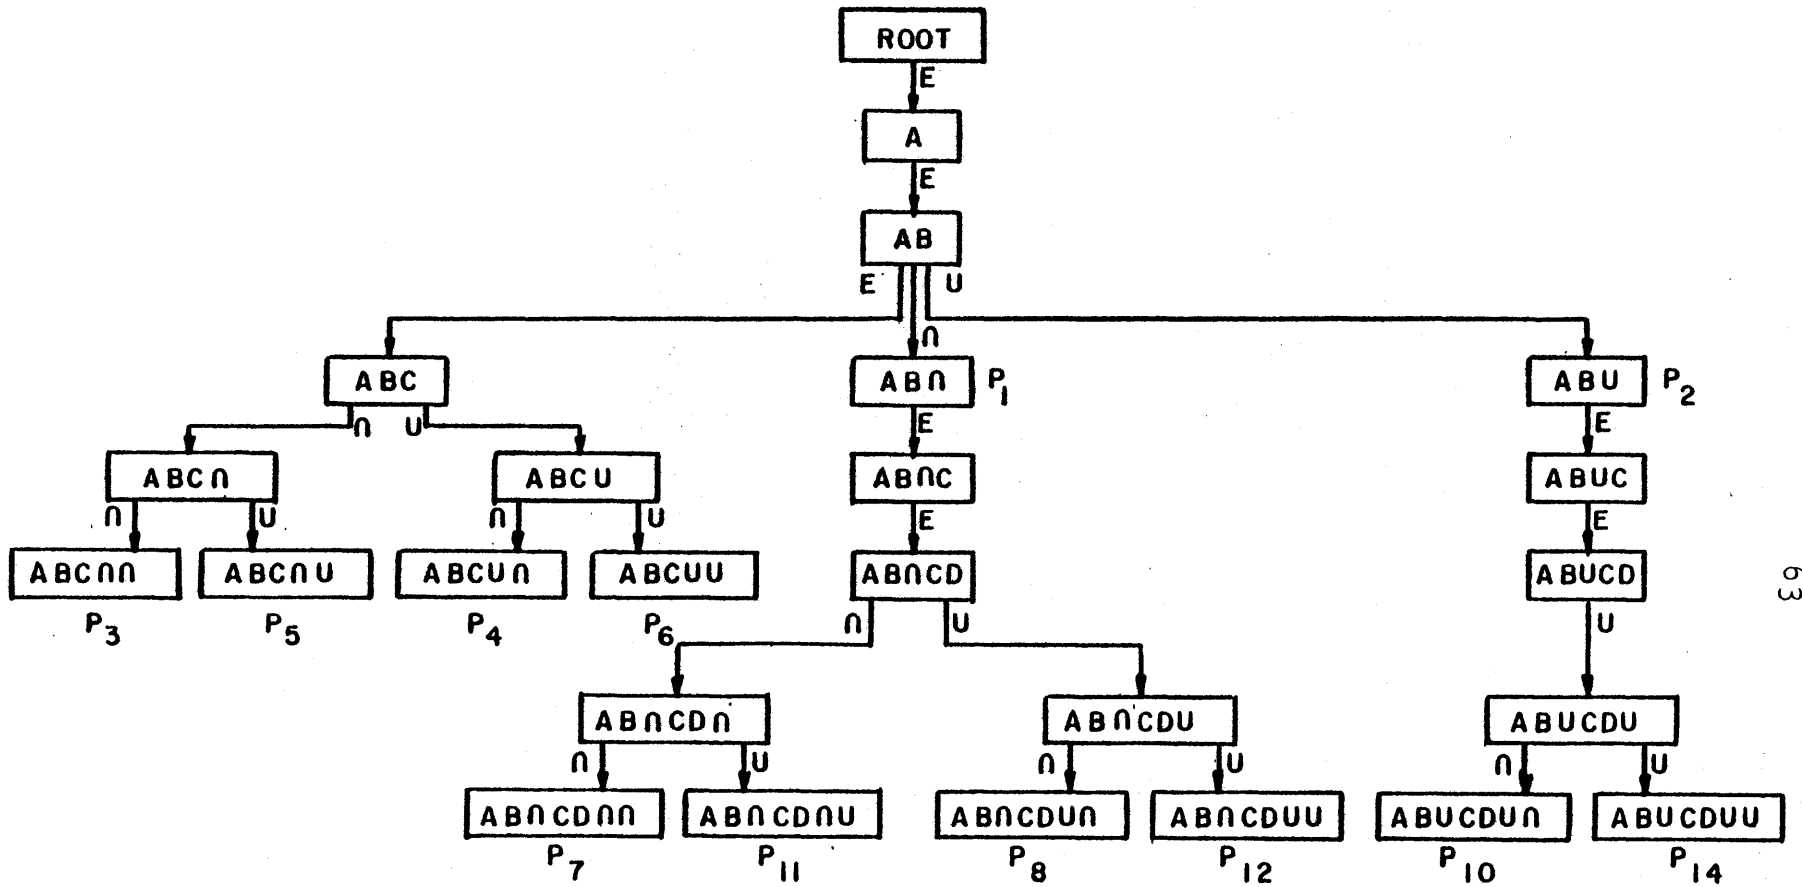 ROOT
E
A
E
AB
E U
∩
ABC AB∩ P1 ABU P2
∩ U E E
ABC∩ ABCU AB∩C ABUC
∩ U ∩ U E E
ABC∩∩ ABC∩U ABCU∩ ABCUU AB∩CD ABUCD
63
P3 P5 P4 P6 ∩ U U
AB∩CD∩ AB∩CDU ABUCDU
∩ U ∩ U ∩ U
AB∩CD∩∩ AB∩CD∩U AB∩CDU∩ AB∩CDUU ABUCDU∩ ABUCDUU
P7 P11 P8 P12 P10 P14